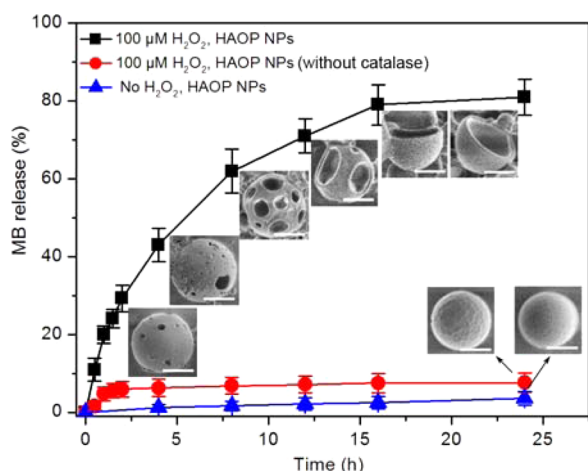 100 μM H₂O₂, HAOP NPs
100 μM H₂O₂, HAOP NPs (without catalase)
No H₂O₂, HAOP NPs
MB release (%)
80
60
40
20
0
0 5 10 15 20 25
Time (h)